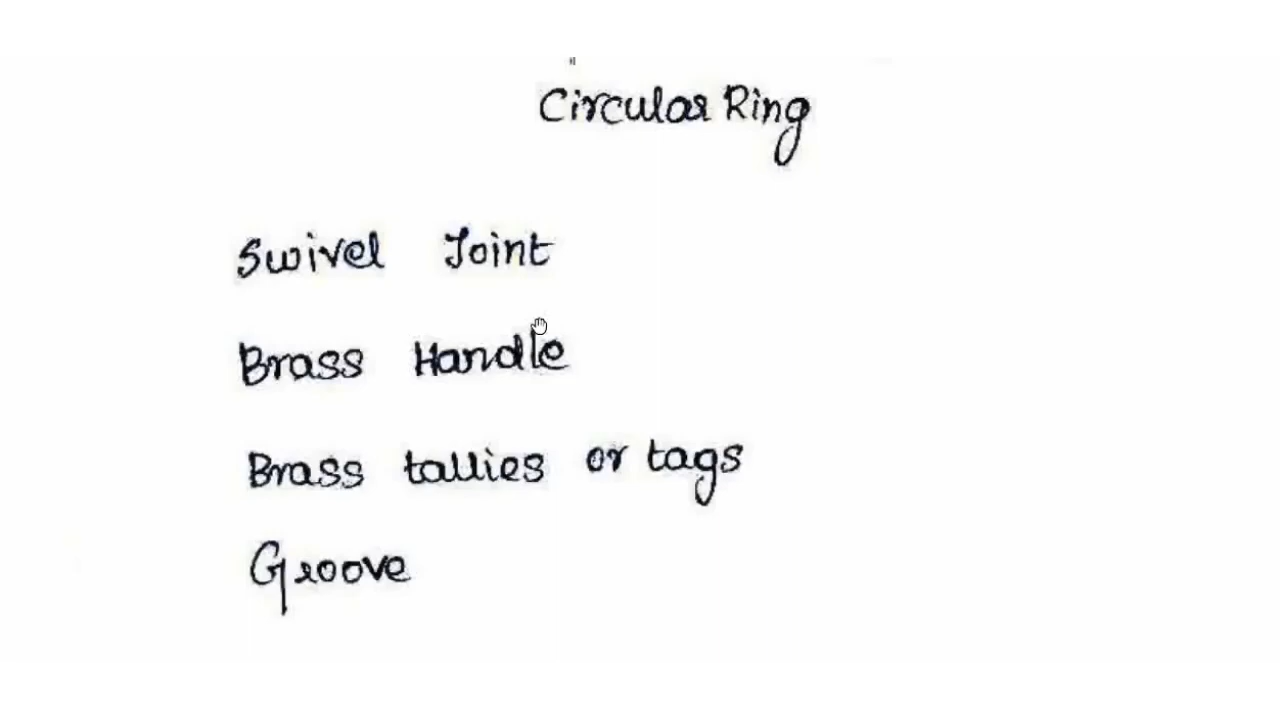 Circular Ring
Swivel Joint
Brass Handle
Brass tallies or tags
Groove